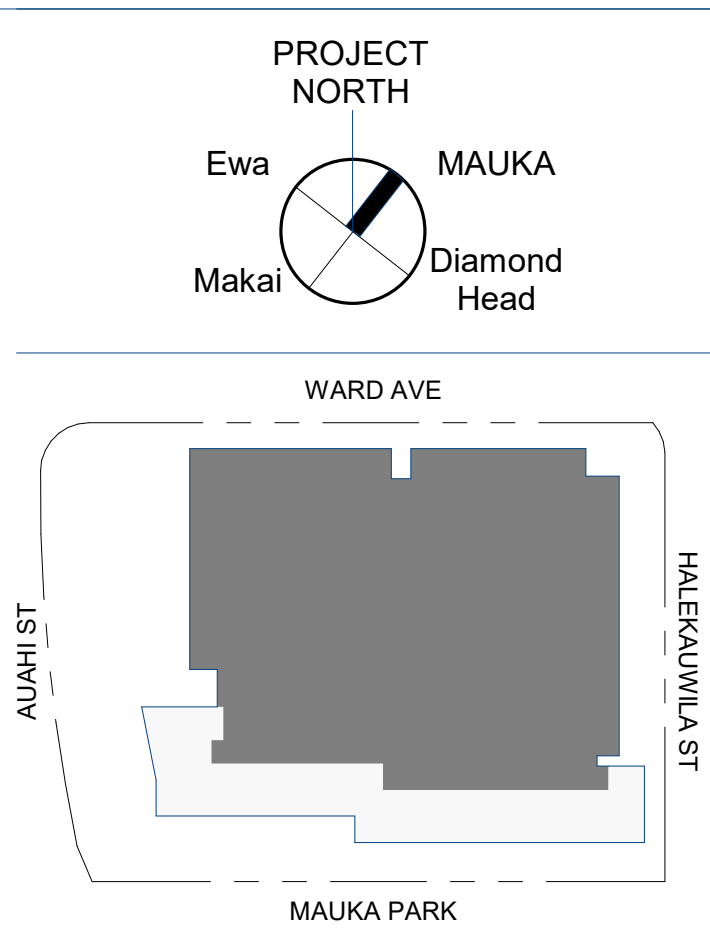 PROJECT
NORTH
Ewa
MAUKA
Makai
Diamond
Head
WARD AVE
AUAHI ST
HALEKAUWILA ST
MAUKA PARK